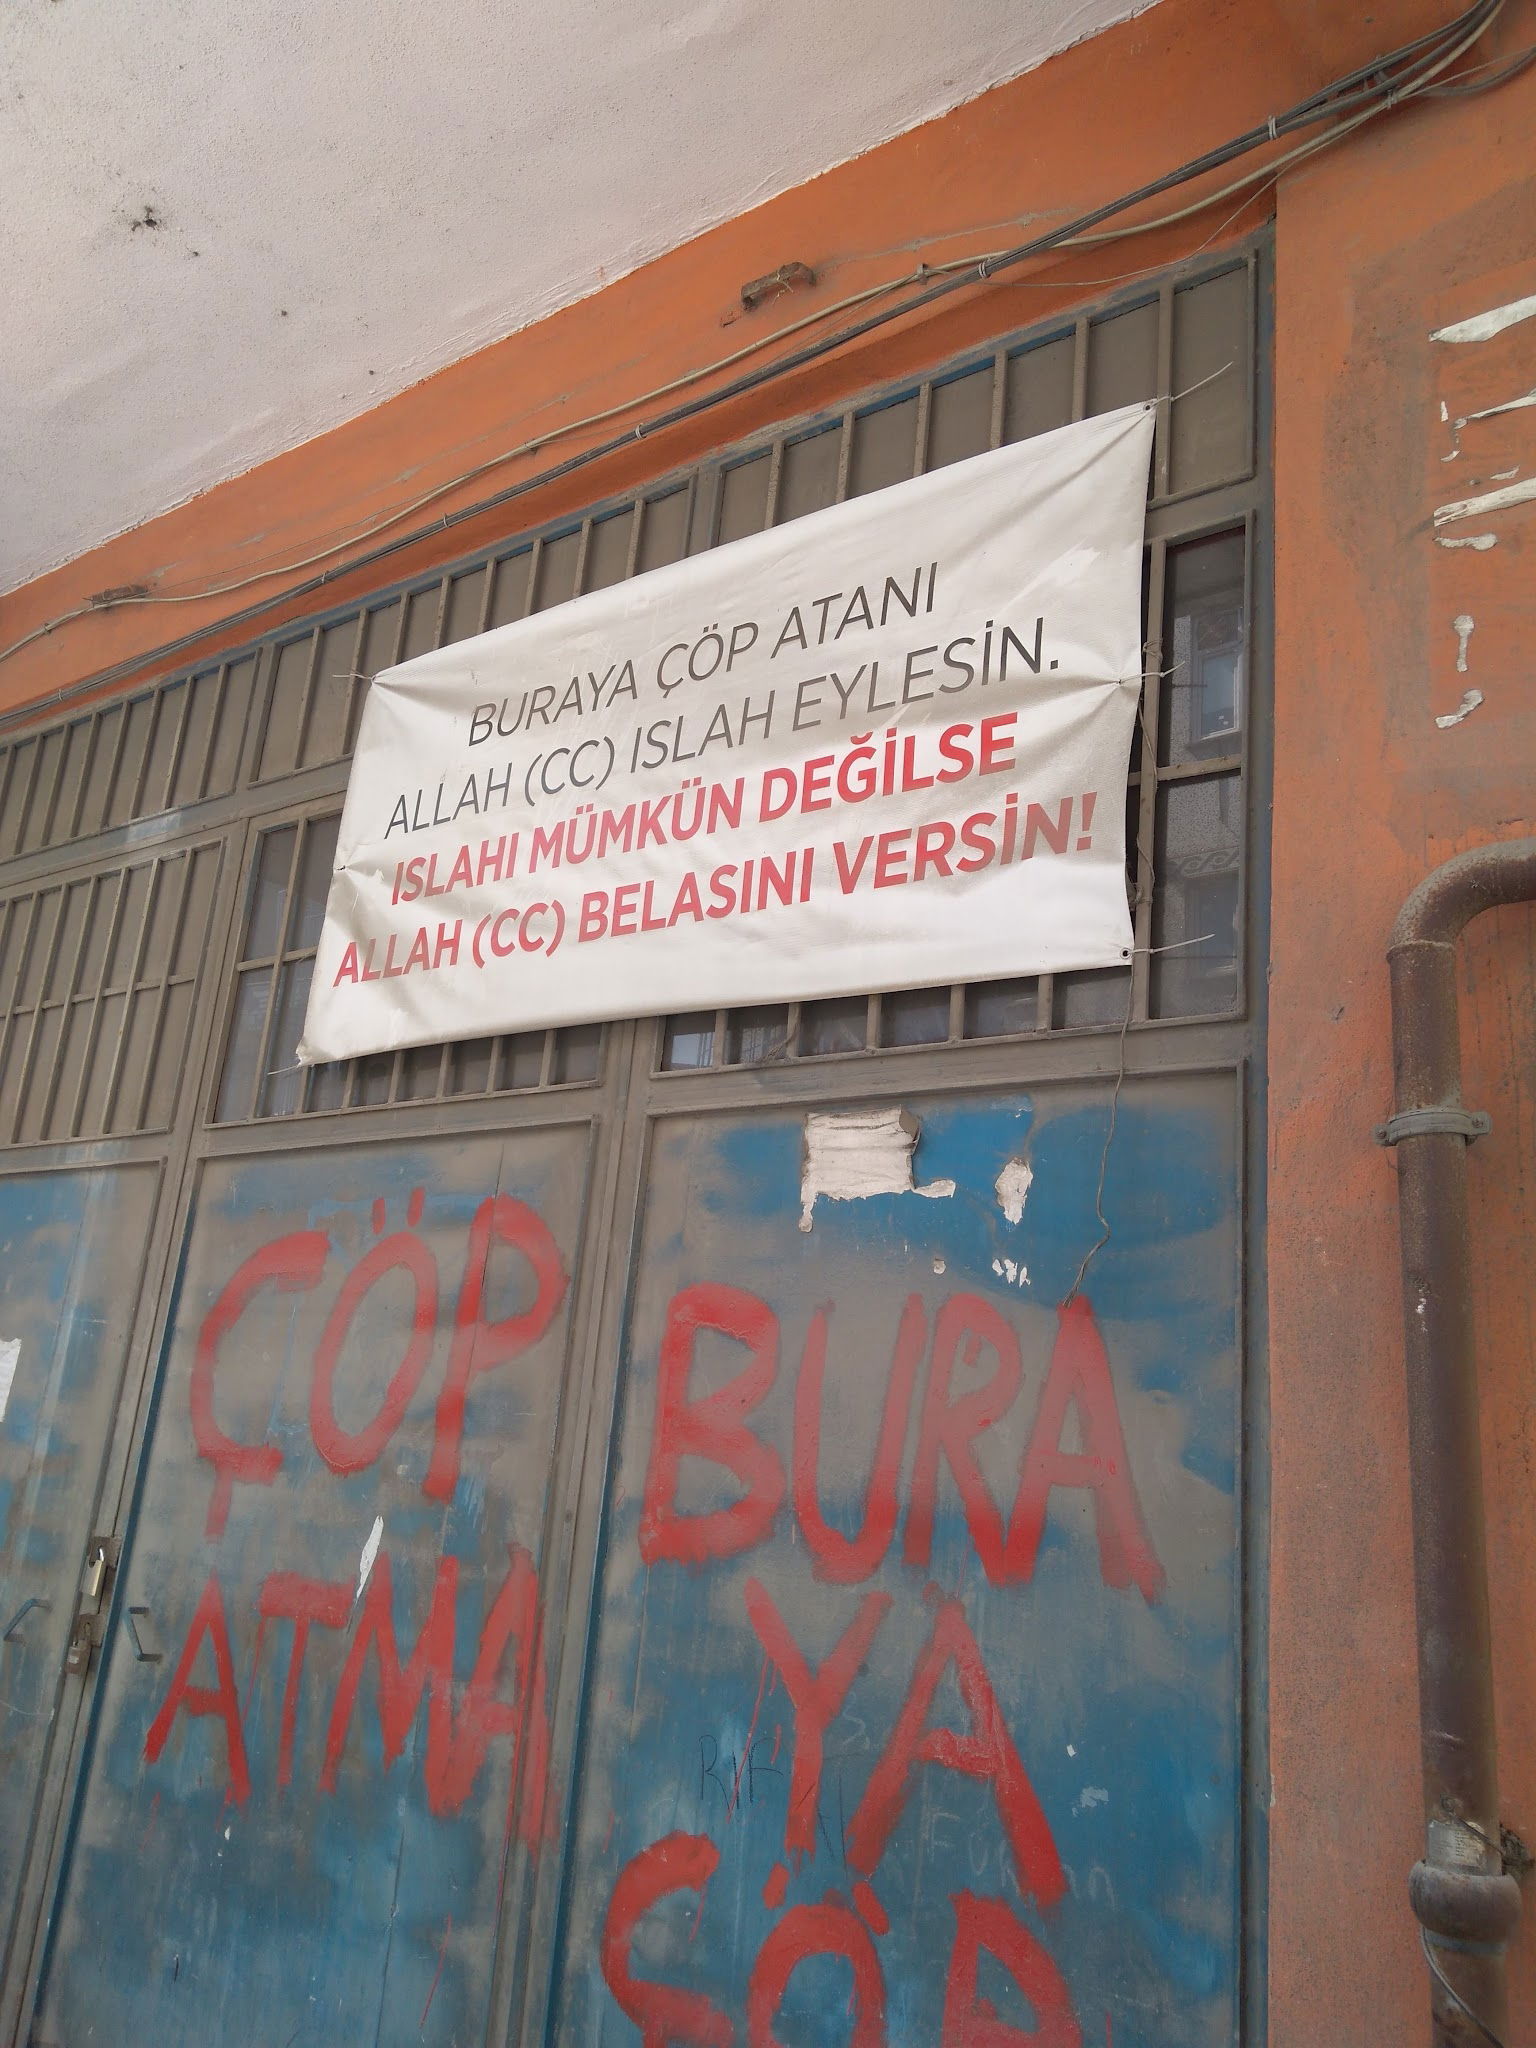 BURAYA ÇÖP ATANI
ALLAH (CC) ISLAH EYLESİN.
ISLAHI MÜMKÜN DEĞİLSE
ALLAH (CC) BELASINI VERSİN!
ÇÖP
ATMA
BURA
YA
ÇÖP